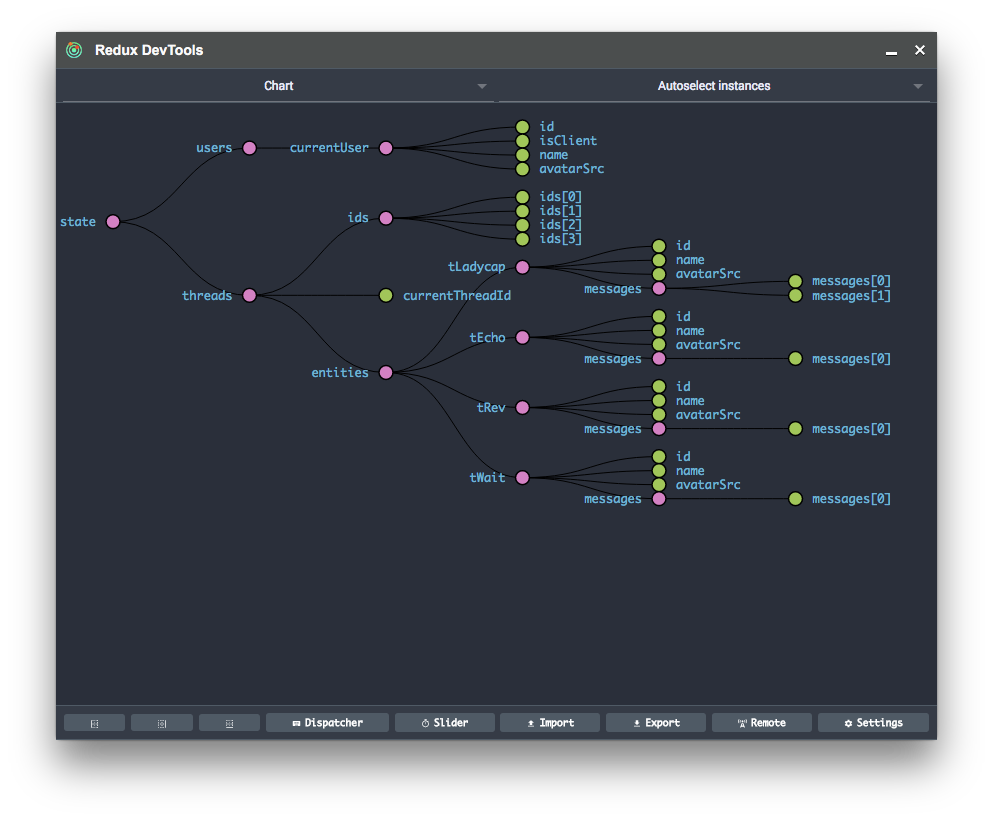 Redux DevTools
Chart
Autoselect instances
id
isClient
users
currentUser
name
avatarSrc
ids[0]
ids
ids[1]
state
ids[2]
ids[3]
id
name
tLadycap
avatarSrc
messages[0]
messages
threads
currentThreadId
messages[1]
id
name
tEcho
avatarSrc
messages
messages[0]
entities
id
name
tRev
avatarSrc
messages
messages[0]
id
name
tWait
avatarSrc
messages
messages[0]
Dispatcher
Slider
Import
Export
Remote
Settings